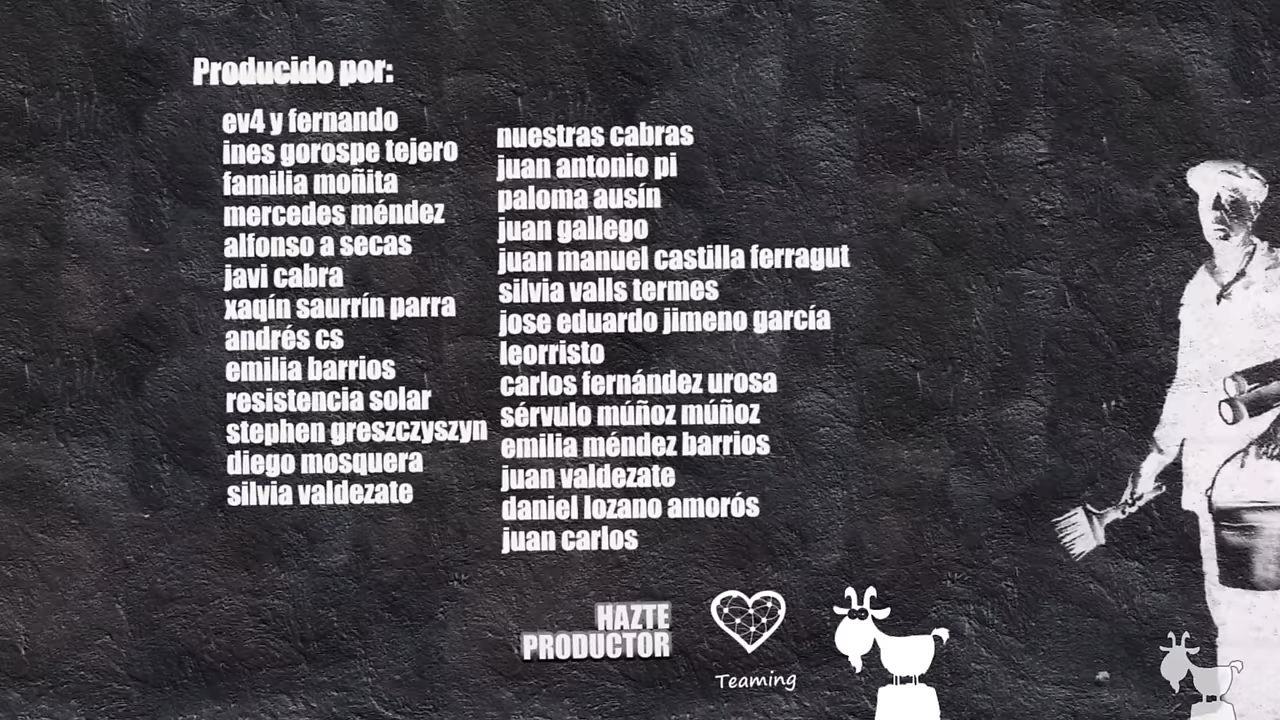 Producido por:
ev4 y fernando
ines gorospe tejero
familia moñita
mercedes méndez
alfonso a secas
javi cabra
xaqín saurrín parra
andrés cs
emilia barrios
resistencia solar
stephen greszczyszyn
diego mosquera
silvia valdezate
nuestras cabras
juan antonio pi
paloma ausín
juan gallego
juan manuel castilla ferragut
silvia valls termes
jose eduardo jimeno garcía
leorristo
carlos fernández urosa
sérvulo múñoz múñoz
emilia méndez barrios
juan valdezate
daniel lozano amorós
juan carlos
HAZTE
PRODUCTOR
Teaming